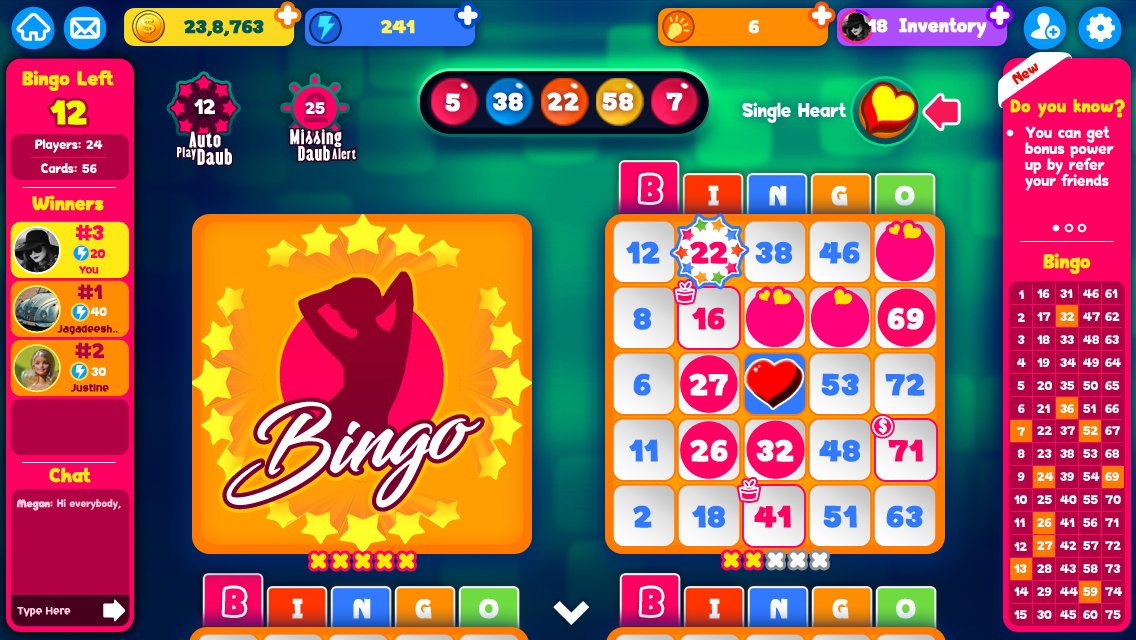 23,8,763
241
6
18 Inventory
Bingo Left
12
Players: 24
Cards: 56
Winners
#3
20
You
#1
40
Jagadeesh..
#2
30
Justine
Chat
Megan: Hi everybody,
Type Here
12
Auto
Play Daub
25
Missing
Daub Alert
5 38 22 58 7
Single Heart
Bingo
B I N G O
12 22 38 46
8 16 69
6 27 53 72
11 26 32 48 $ 71
2 18 41 51 63
B I N G O
B I N G O
New
Do you know?
• You can get
bonus power
up by refer
your friends
Bingo
1 16 31 46 61
2 17 32 47 62
3 18 33 48 63
4 19 34 49 64
5 20 35 50 65
6 21 36 51 66
7 22 37 52 67
8 23 38 53 68
9 24 39 54 69
10 25 40 55 70
11 26 41 56 71
12 27 42 57 72
13 28 43 58 73
14 29 44 59 74
15 30 45 60 75